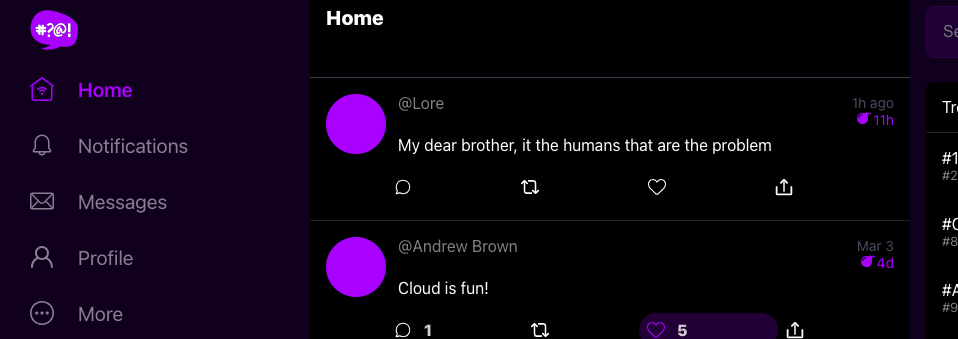 #?@!
Home
Notifications
Messages
Profile
More
Home
@Lore
1h ago
11h
My dear brother, it the humans that are the problem
@Andrew Brown
Mar 3
4d
Cloud is fun!
1
5
Se
Tre
#1
#2
#8
#9